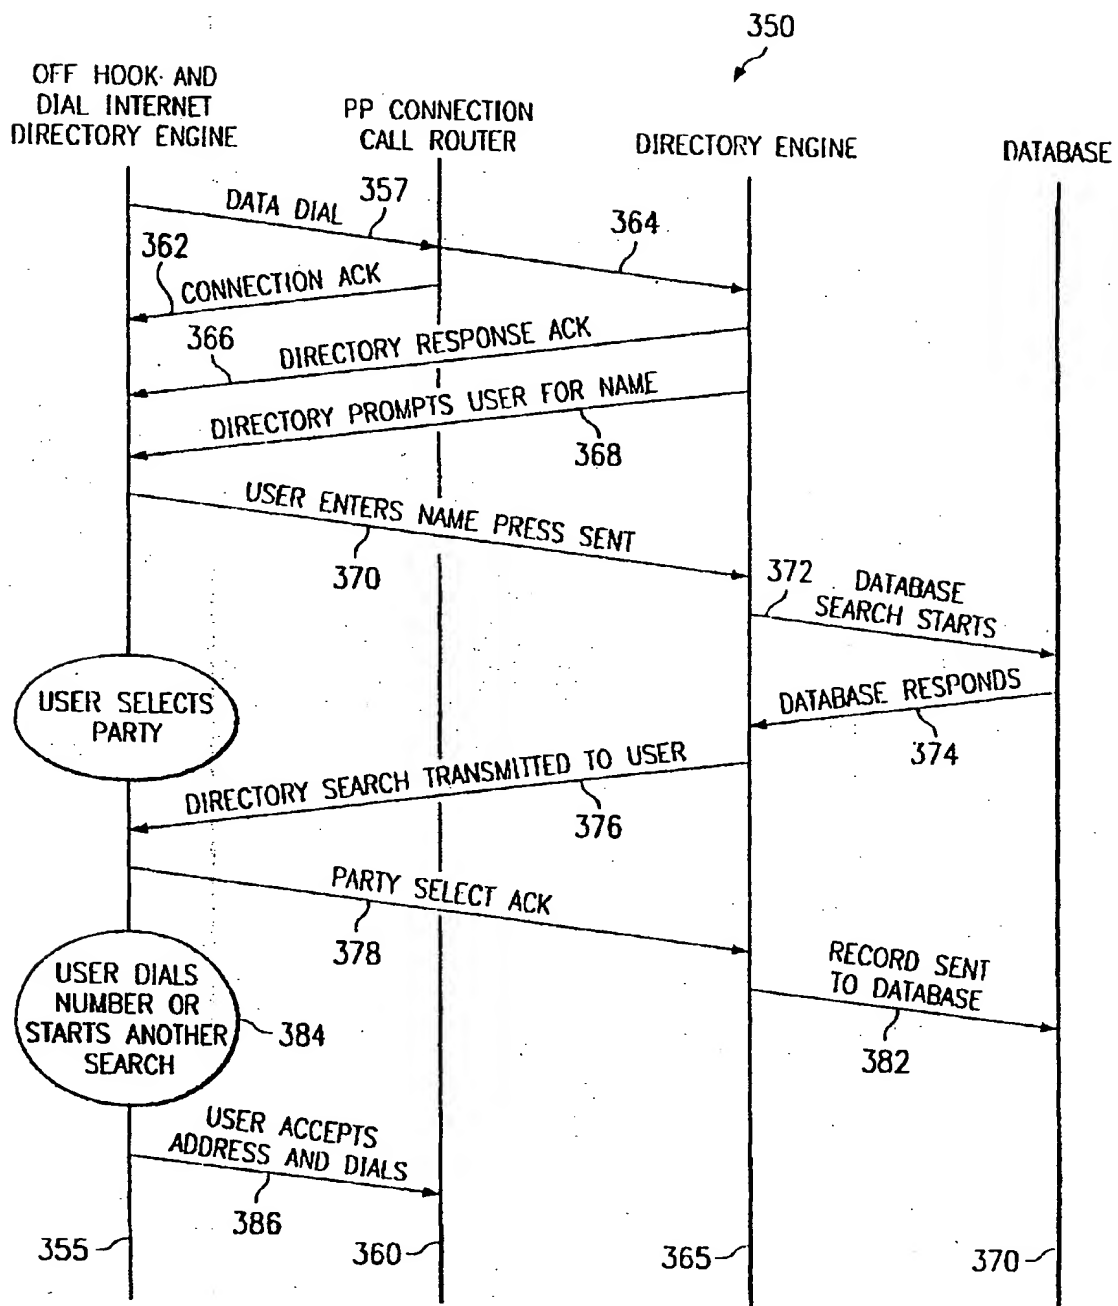 350
OFF HOOK AND
DIAL INTERNET
DIRECTORY ENGINE
PP CONNECTION
CALL ROUTER
DIRECTORY ENGINE
DATABASE
DATA DIAL
357
364
362
CONNECTION ACK
366
DIRECTORY RESPONSE ACK
DIRECTORY PROMPTS USER FOR NAME
368
USER ENTERS NAME PRESS SENT
370
372
DATABASE
SEARCH STARTS
USER SELECTS
PARTY
DATABASE RESPONDS
374
DIRECTORY SEARCH TRANSMITTED TO USER
376
PARTY SELECT ACK
378
RECORD SENT
TO DATABASE
382
USER DIALS
NUMBER OR
STARTS ANOTHER
SEARCH
384
USER ACCEPTS
ADDRESS AND DIALS
386
355
360
365
370